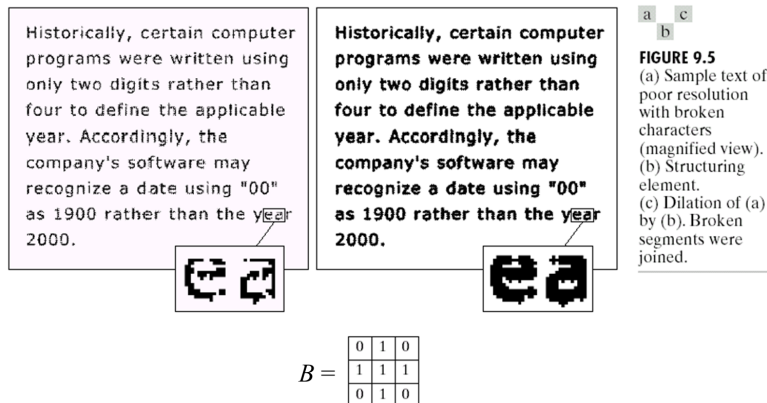 Historically, certain computer
programs were written using
only two digits rather than
four to define the applicable
year. Accordingly, the
company's software may
recognize a date using "00"
as 1900 rather than the year
2000.
e a
Historically, certain computer
programs were written using
only two digits rather than
four to define the applicable
year. Accordingly, the
company's software may
recognize a date using "00"
as 1900 rather than the year
2000.
e a
a c
b
FIGURE 9.5
(a) Sample text of
poor resolution
with broken
characters
(magnified view).
(b) Structuring
element.
(c) Dilation of (a)
by (b). Broken
segments were
joined.
B =
0 1 0
1 1 1
0 1 0